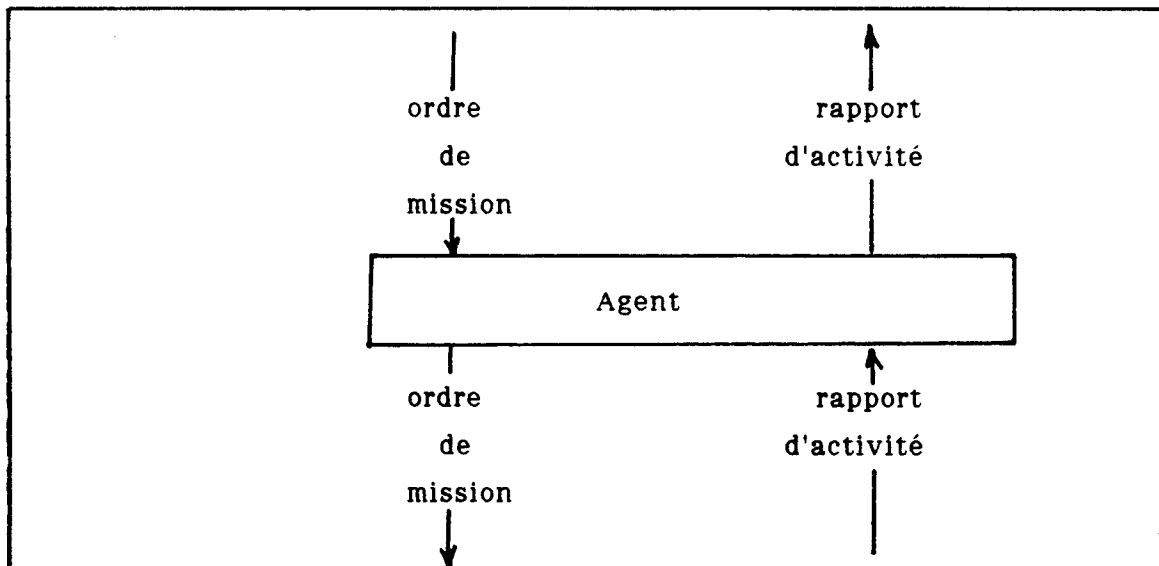 ordre
de
mission
rapport
d'activité
Agent
ordre
de
mission
rapport
d'activité